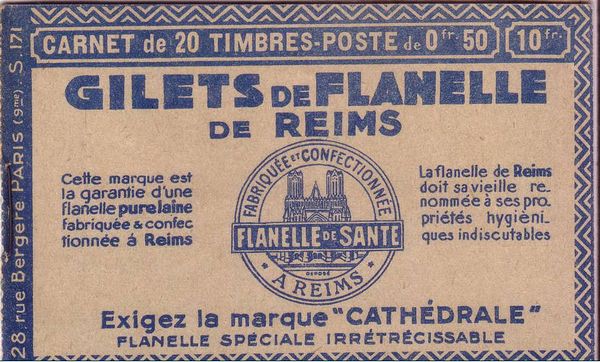 CARNET de 20 TIMBRES-POSTE de 0fr. 50
10fr.
GILETS DE FLANELLE
DE REIMS
Cette marque est
la garantie d'une
flanelle pure laine
fabriquée & confec
tionnée à Reims
FABRIQUÉE ET CONFECTIONNÉE
FLANELLE DE SANTE
DEPOSÉ
A REIMS
La flanelle de Reims
doit sa vieille re-
nommée à ses pro-
priétés hygiéni-
ques indiscutables
Exigez la marque "CATHÉDRALE"
FLANELLE SPÉCIALE IRRÉTRÉCISSABLE
28 rue Bergère PARIS (9me) S.171